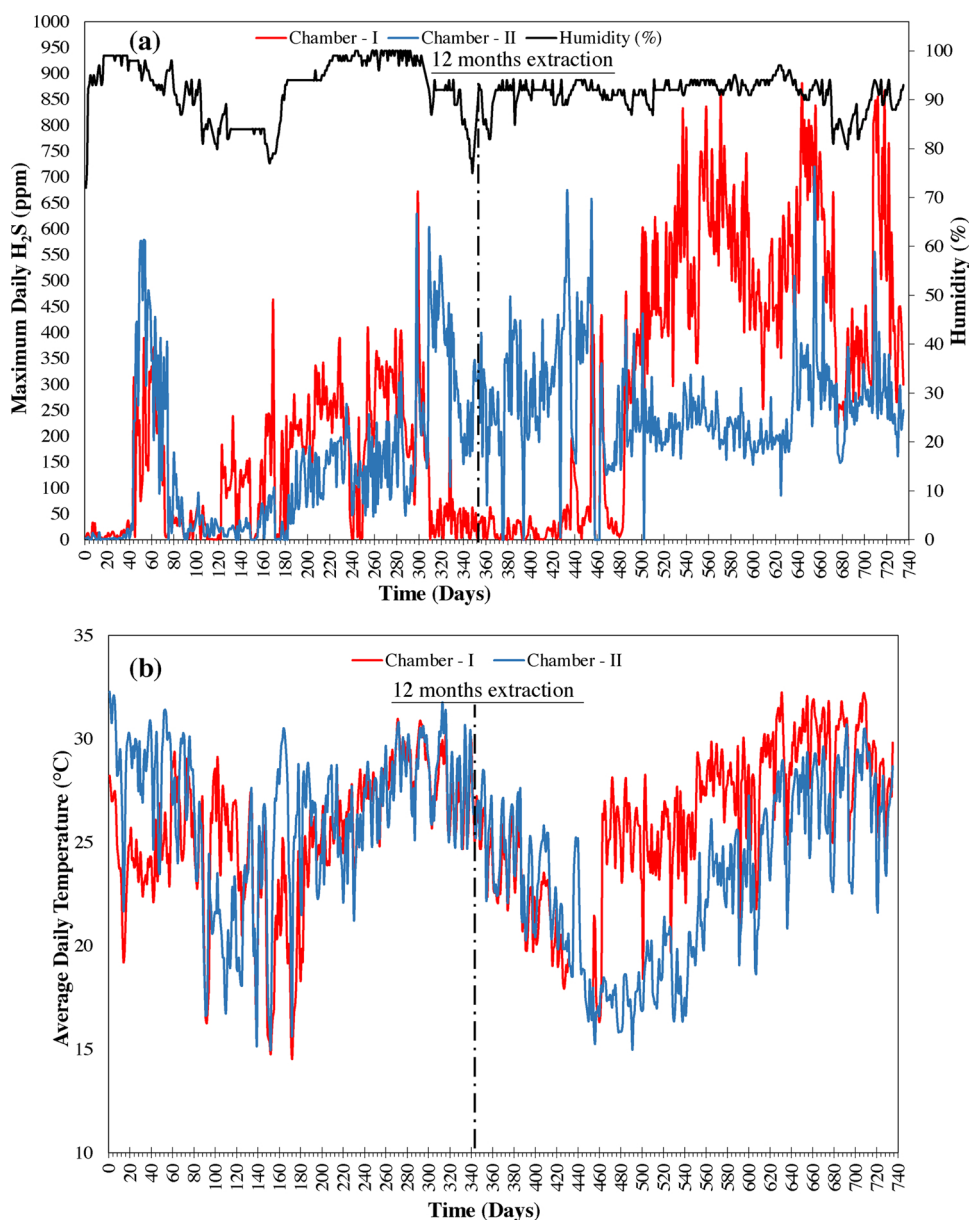 (a)
Chamber - I Chamber - II Humidity (%)
12 months extraction
Maximum Daily H₂S (ppm)
1000
950
900
850
800
750
700
650
600
550
500
450
400
350
300
250
200
150
100
50
0
100
90
80
70
60
50
40
30
20
10
0
Humidity (%)
0 20 40 60 80 100 120 140 160 180 200 220 240 260 280 300 320 340 360 380 400 420 440 460 480 500 520 540 560 580 600 620 640 660 680 700 720 740
Time (Days)
(b)
Chamber - I Chamber - II
12 months extraction
Average Daily Temperature (°C)
35
30
25
20
15
10
0 20 40 60 80 100 120 140 160 180 200 220 240 260 280 300 320 340 360 380 400 420 440 460 480 500 520 540 560 580 600 620 640 660 680 700 720 740
Time (Days)